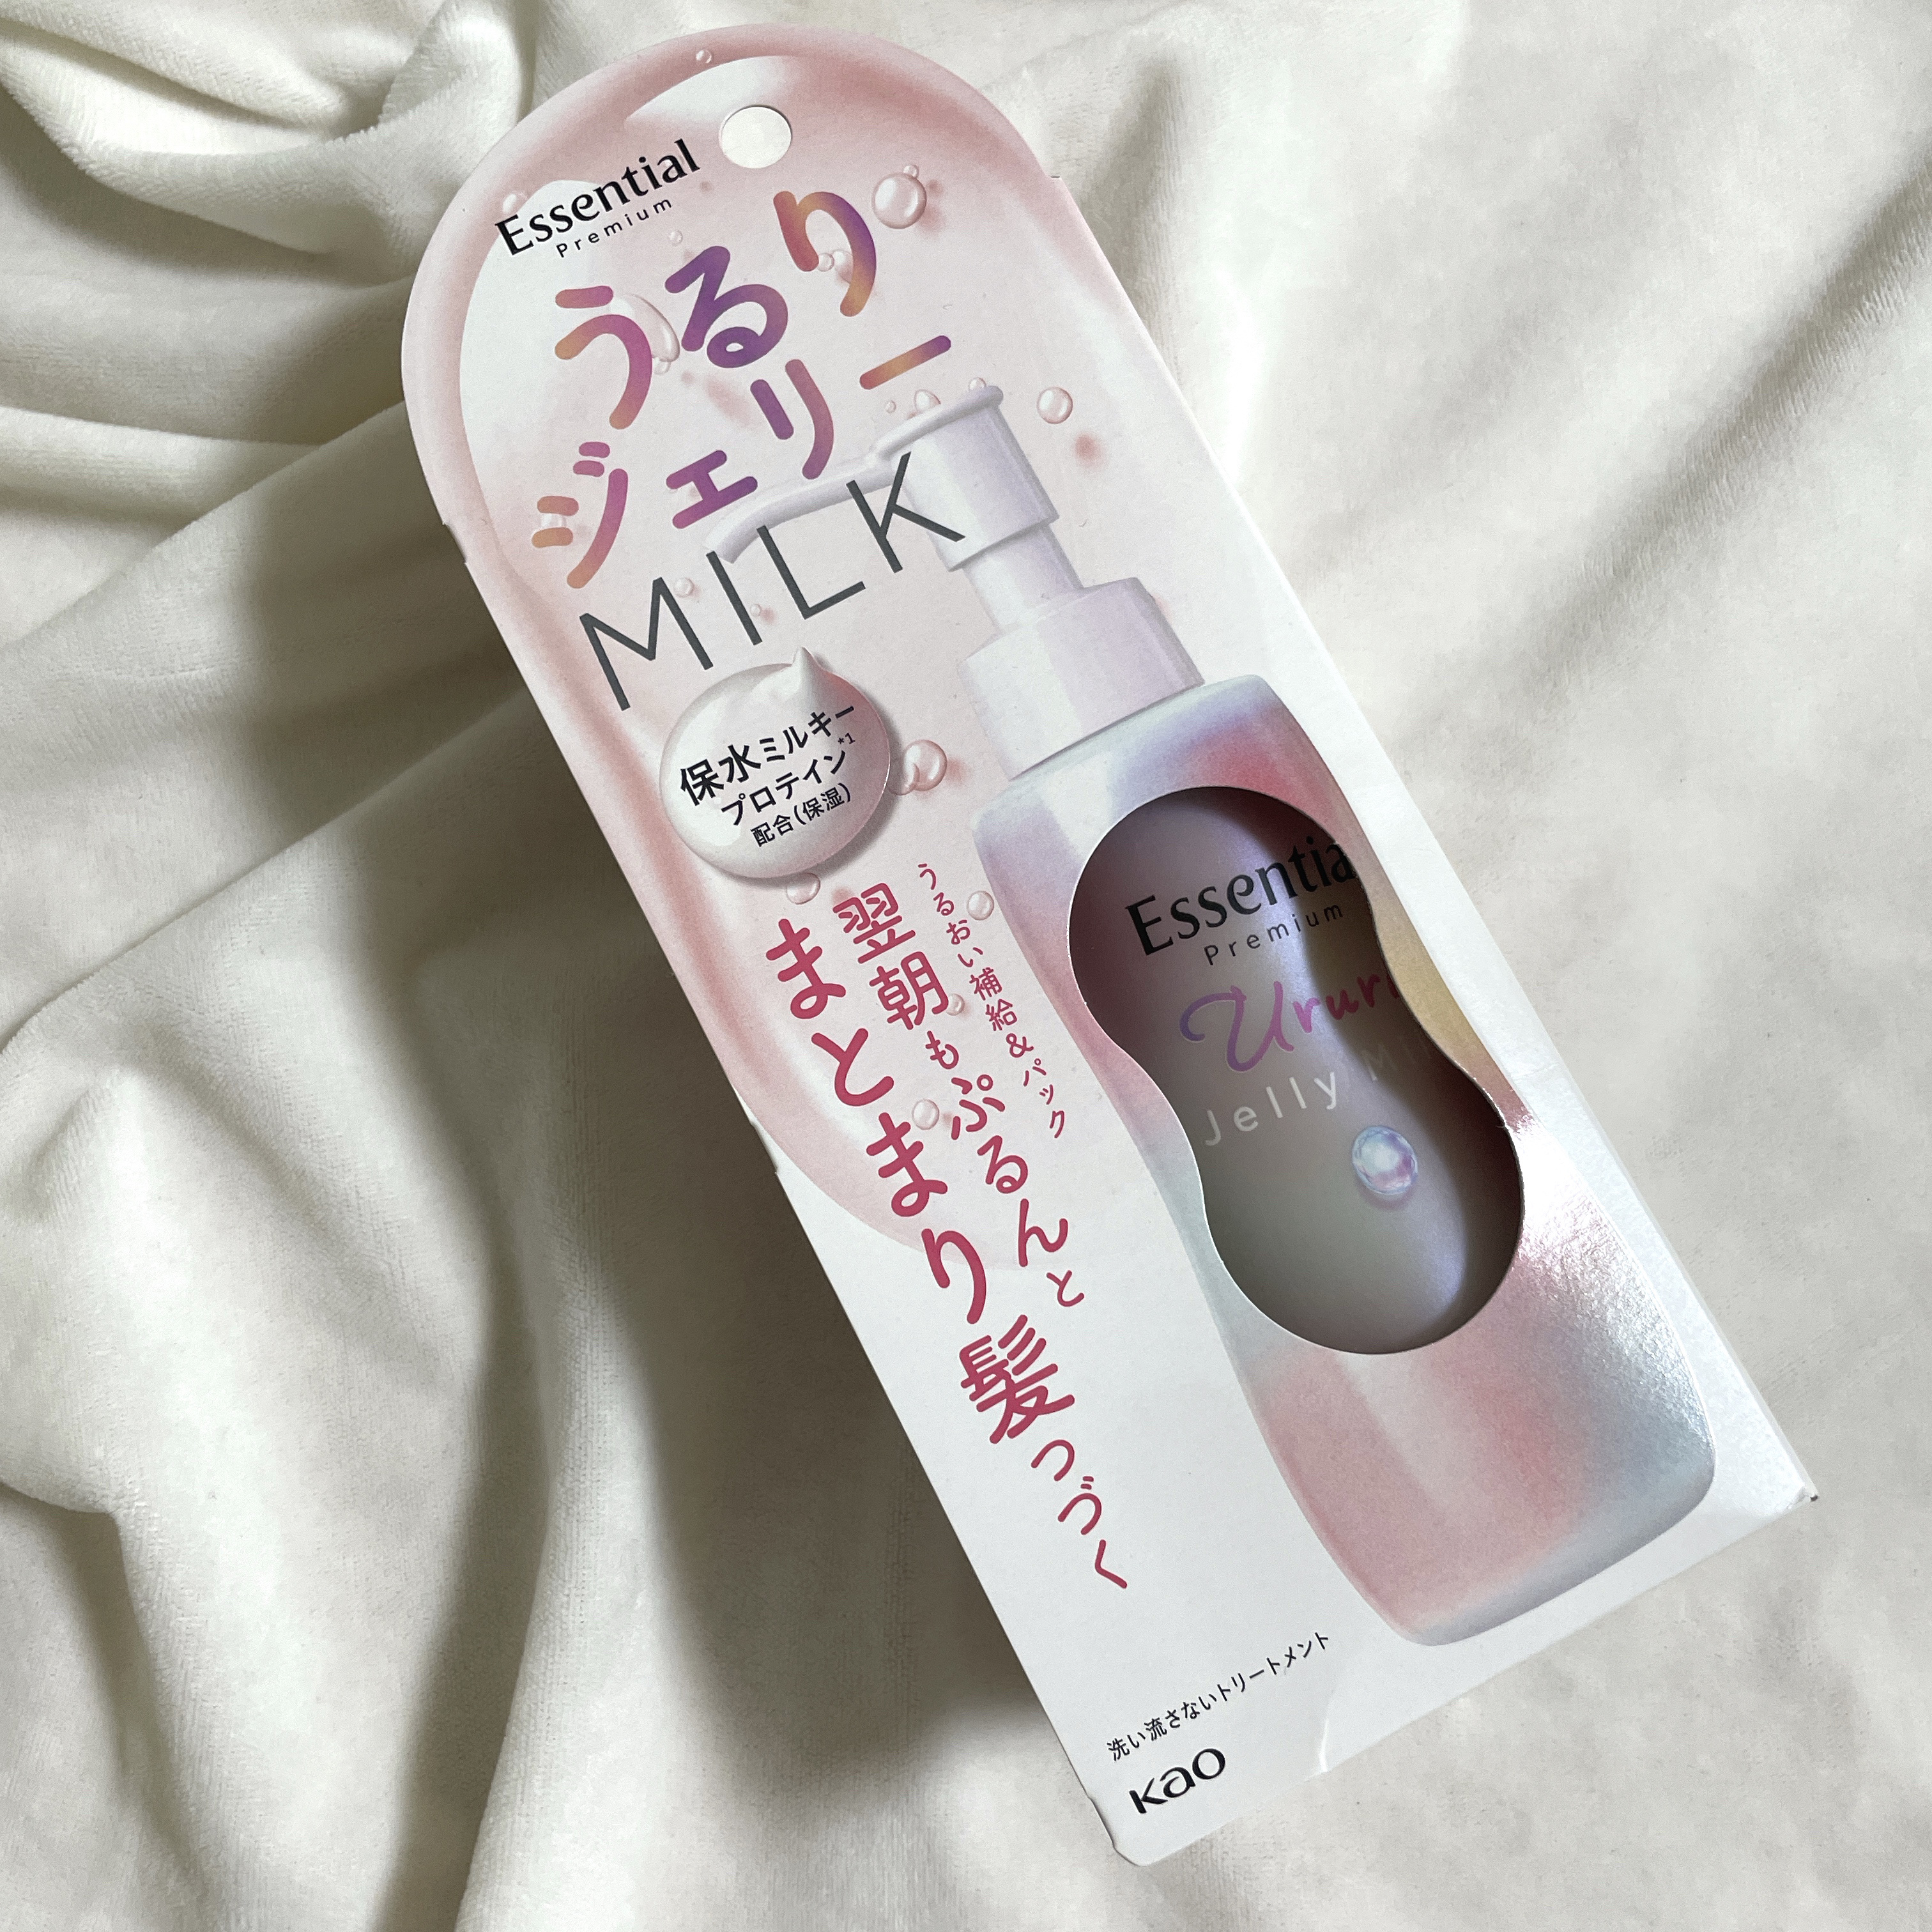 Essential
Premium
うるり
ジェリー
MILK
保水ミルキー
プロテイン*1
配合(保湿)
うるおい補給&パック
翌朝もぷるんと
まとまり髪つづく
Essentia
Premium
Ururi
Jelly Mi
洗い流さないトリートメント
Kao